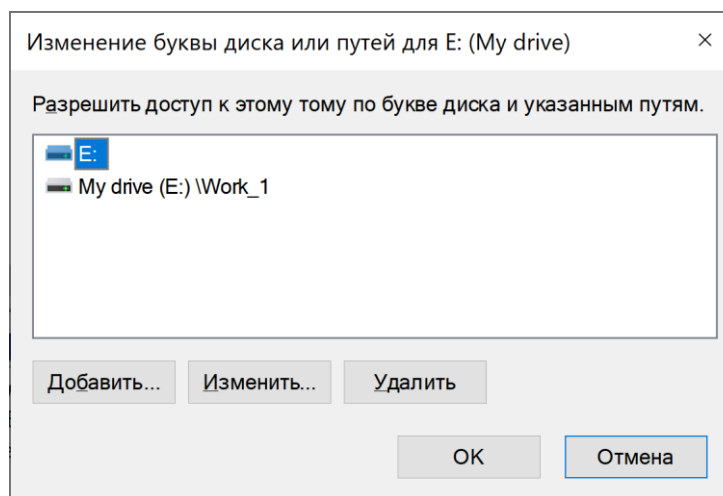 Изменение буквы диска или путей для E: (My drive)
Разрешить доступ к этому тому по букве диска и указанным путям.
E:
My drive (E:) \Work_1
Добавить... Изменить... Удалить
OK Отмена